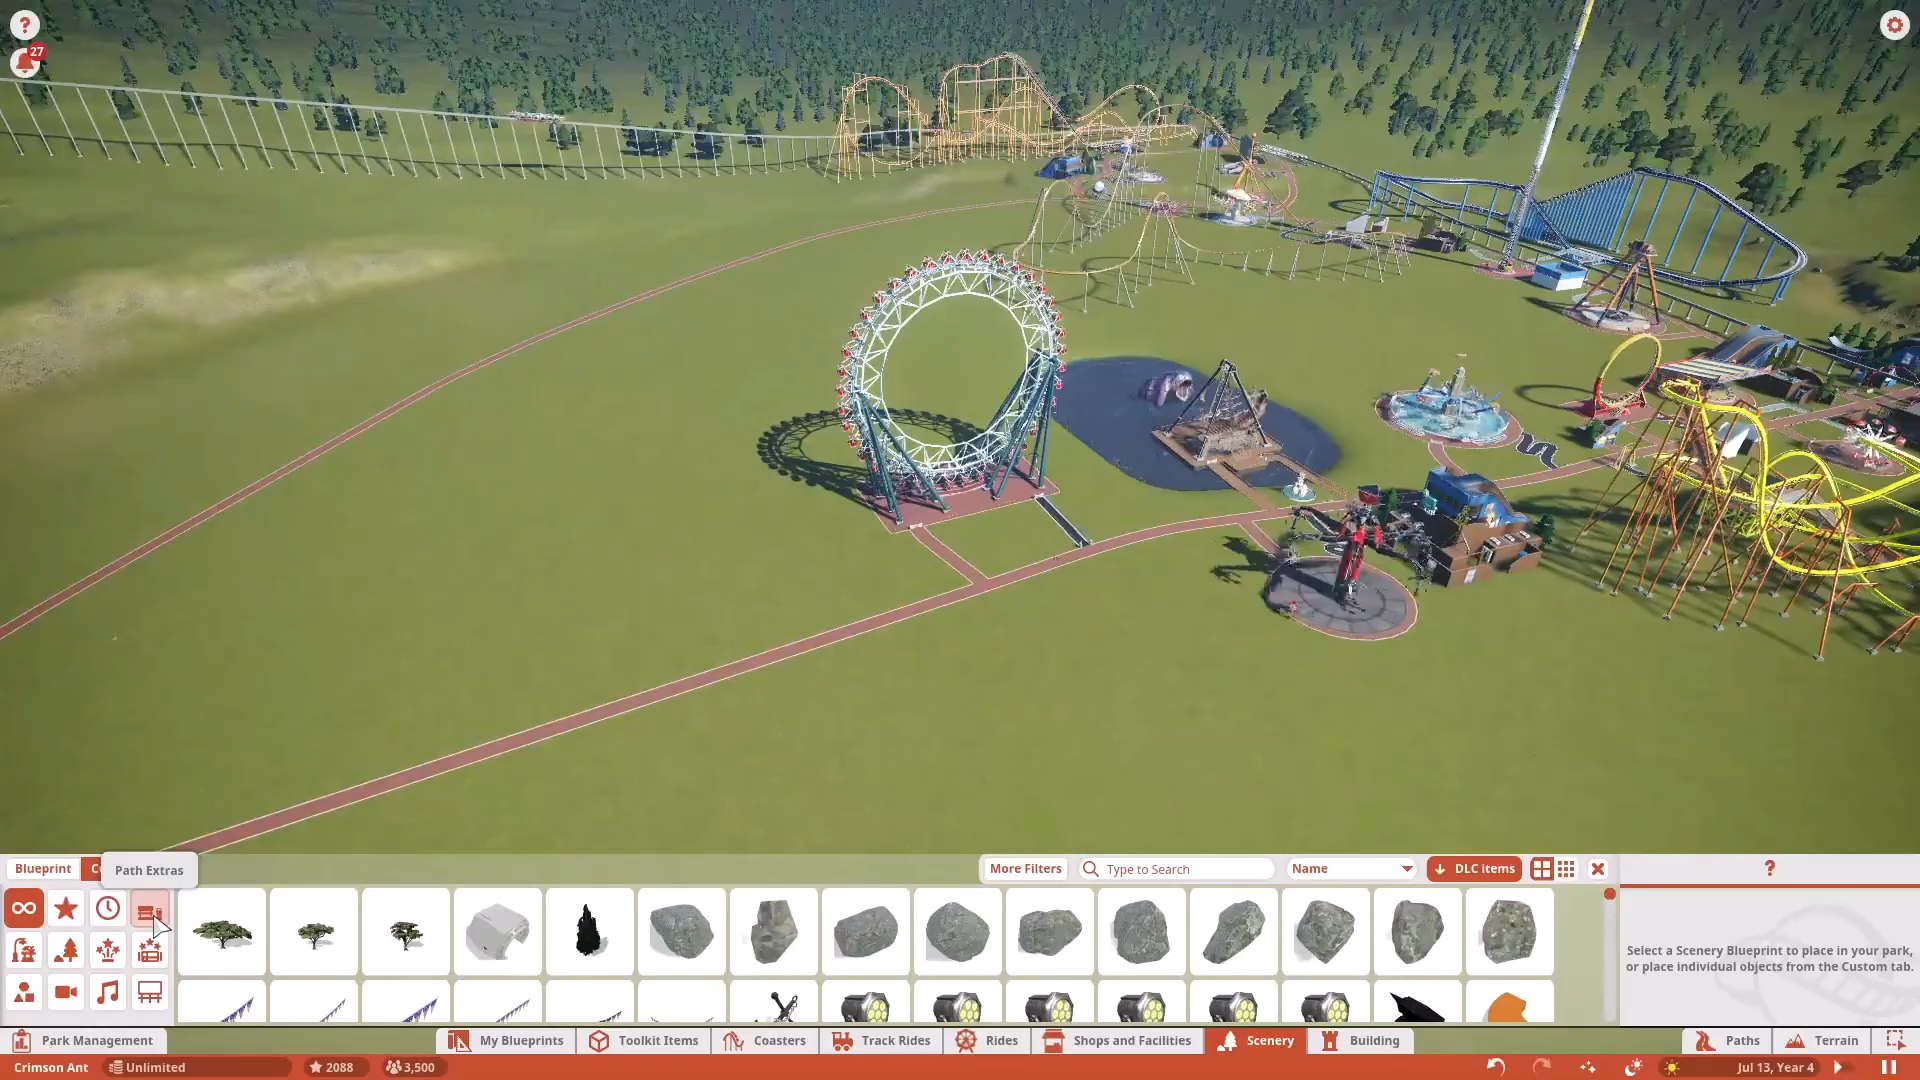 ?
27
Blueprint
C
Path Extras
More Filters
Type to Search
Name
DLC items
?
Select a Scenery Blueprint to place in your park,
or place individual objects from the Custom tab.
Park Management
My Blueprints
Toolkit Items
Coasters
Track Rides
Rides
Shops and Facilities
Scenery
Building
Paths
Terrain
Crimson Ant
Unlimited
2088
3,500
Jul 13, Year 4